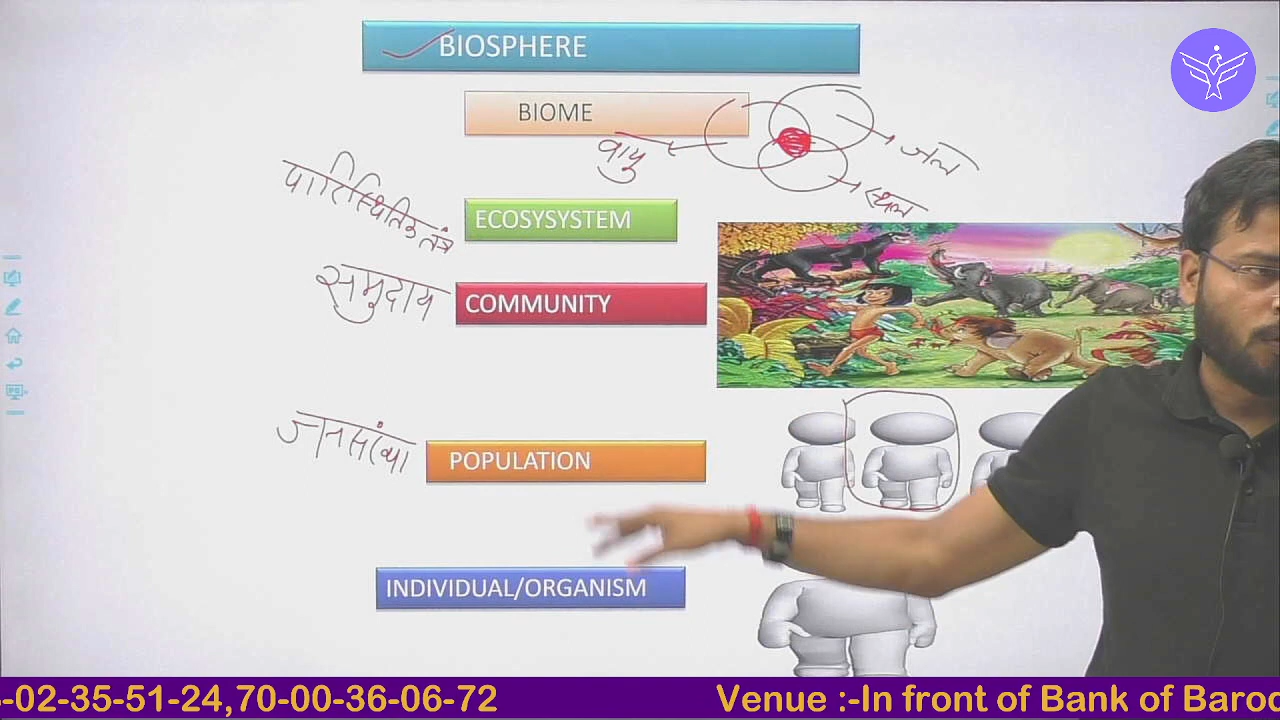 BIOSPHERE
BIOME
वायु
जल
स्थल
पारिस्थितिक तंत्र
ECOSYSYSTEM
समुदाय
COMMUNITY
जनसंख्या
POPULATION
INDIVIDUAL/ORGANISM
-02-35-51-24,70-00-36-06-72
Venue :-In front of Bank of Baroo